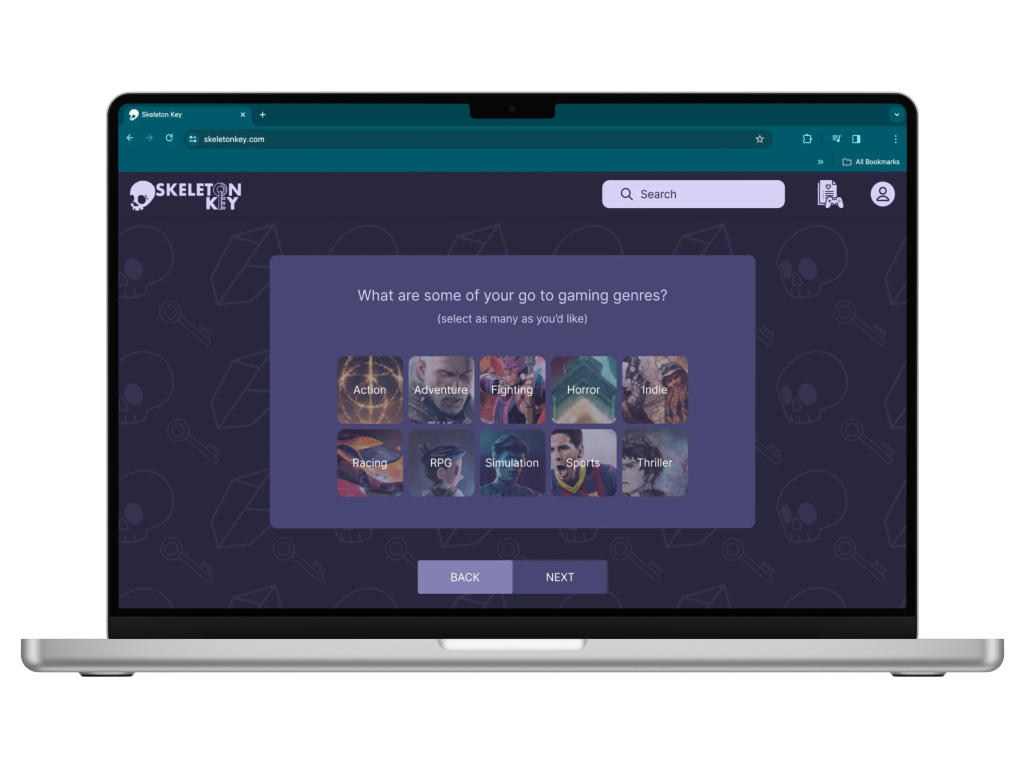 Skeleton Key
skeletonkey.com
All Bookmarks
SKELETON
KEY
Search
What are some of your go to gaming genres?
(select as many as you'd like)
Action Adventure Fighting Horror Indie
Racing RPG Simulation Sports Thriller
BACK NEXT